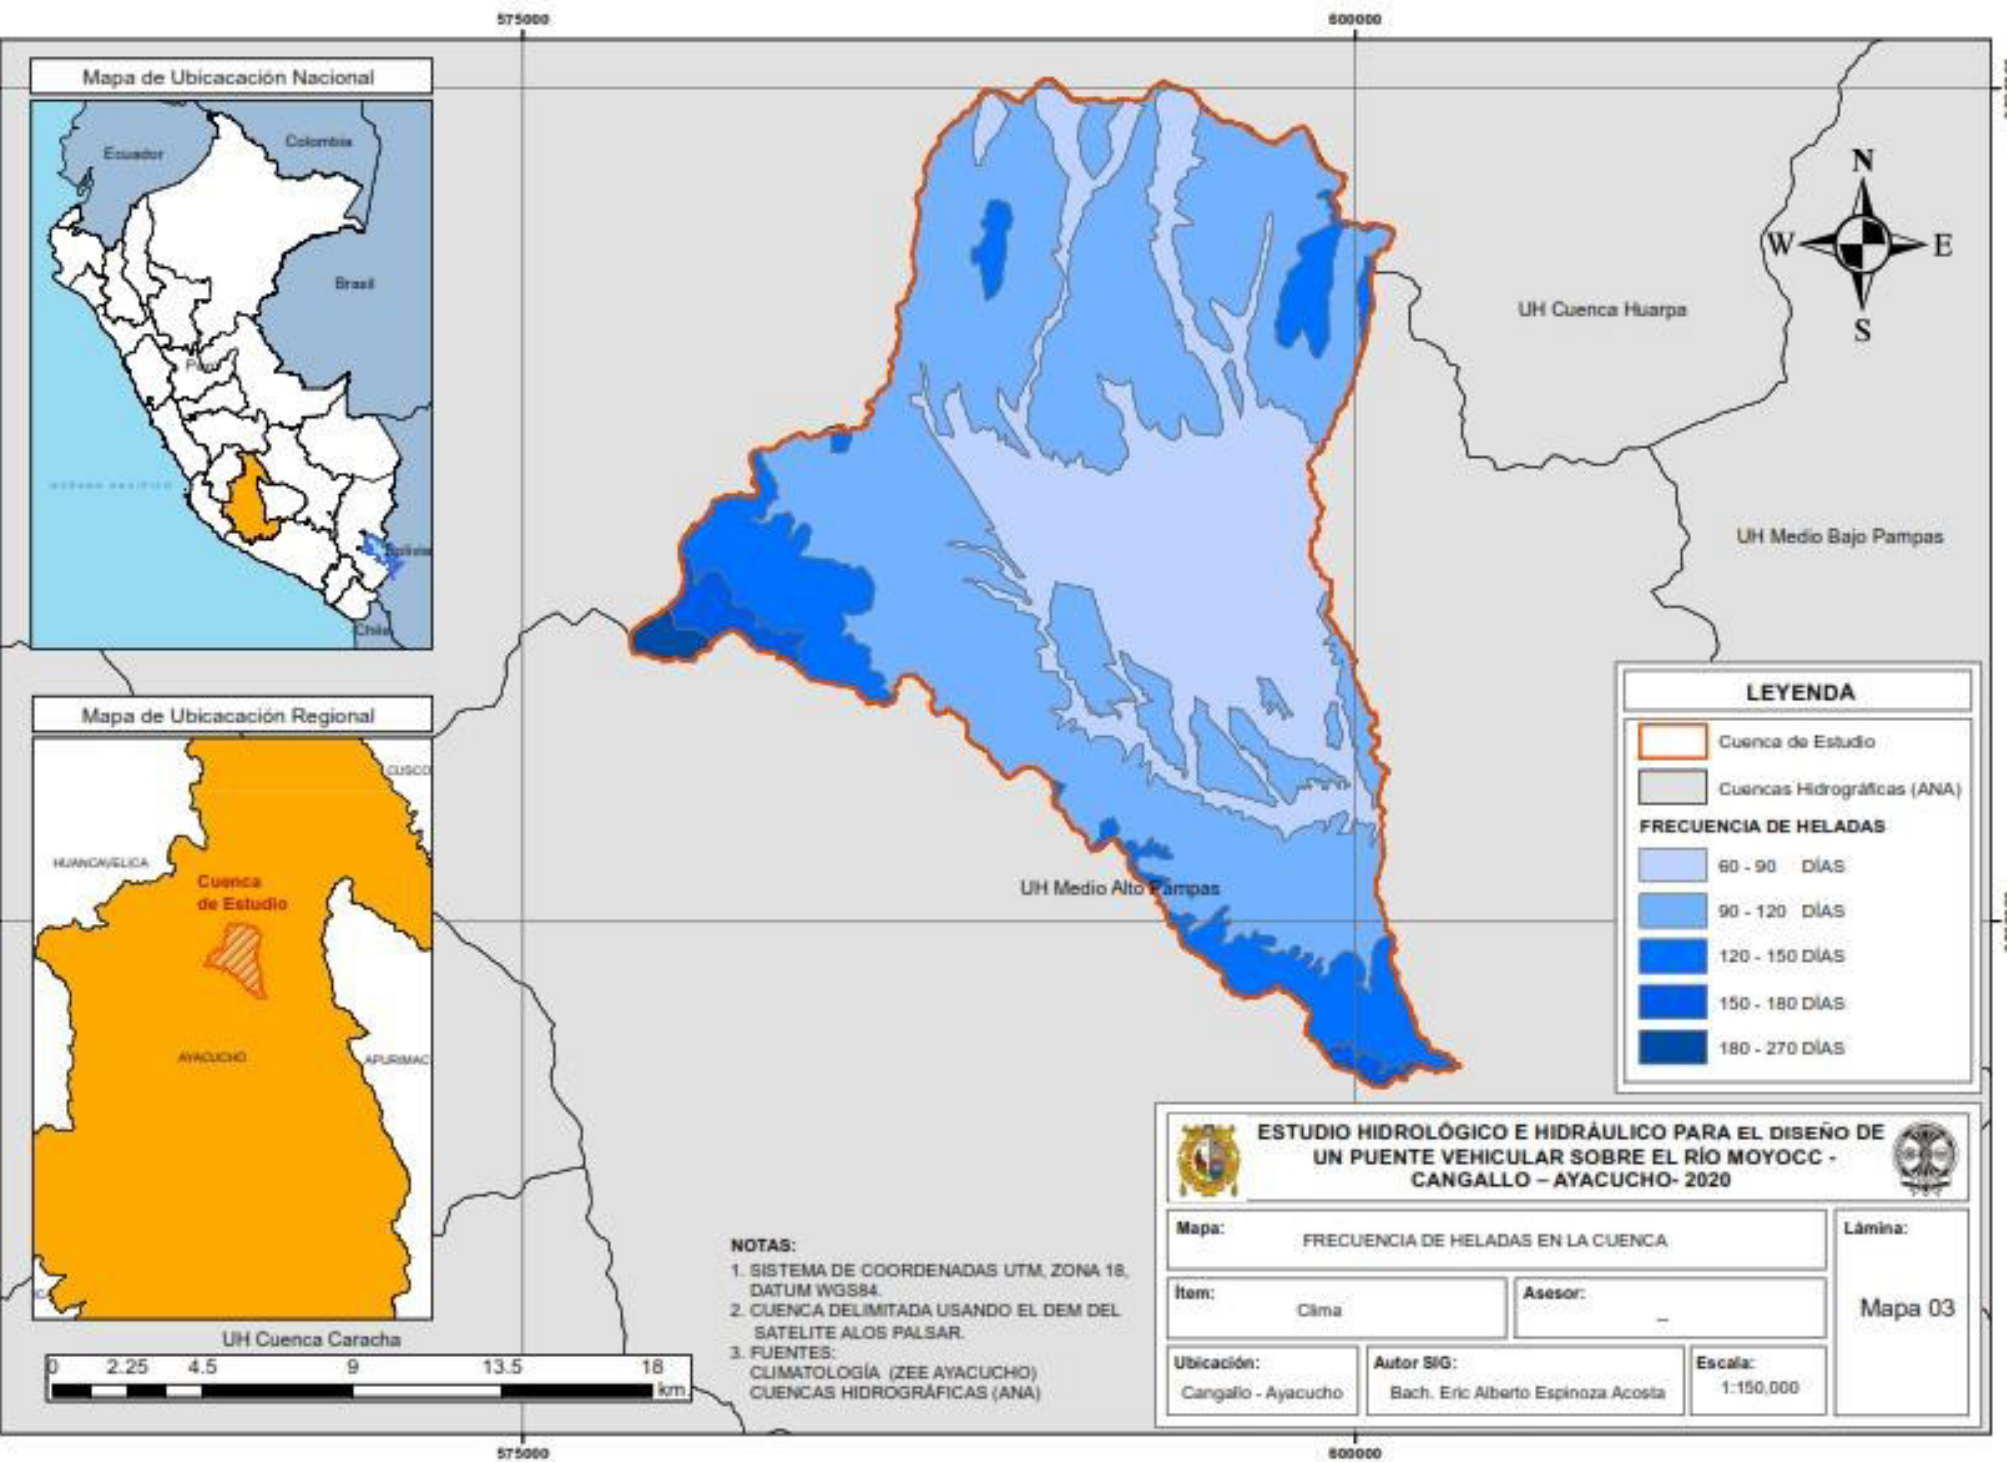 575000
600000
Mapa de Ubicacación Nacional
Ecuador
Colombia
Brasil
Perú
OCÉANO PACÍFICO
Bolivia
Chile
Mapa de Ubicacación Regional
CUSCO
HUANCAVELICA
Cuenca
de Estudio
AYACUCHO
APURIMAC
UH Cuenca Caracha
0 2.25 4.5 9 13.5 18
km.
N
W E
S
UH Cuenca Huarpa
UH Medio Bajo Pampas
UH Medio Alto Pampas
LEYENDA
Cuenca de Estudio
Cuencas Hidrográficas (ANA)
FRECUENCIA DE HELADAS
60 - 90 DÍAS
90 - 120 DÍAS
120 - 150 DÍAS
150 - 180 DÍAS
180 - 270 DÍAS
NOTAS:
1. SISTEMA DE COORDENADAS UTM, ZONA 18,
DATUM WGS84.
2. CUENCA DELIMITADA USANDO EL DEM DEL
SATELITE ALOS PALSAR.
3. FUENTES:
CLIMATOLOGÍA (ZEE AYACUCHO)
CUENCAS HIDROGRÁFICAS (ANA)
ESTUDIO HIDROLÓGICO E HIDRÁULICO PARA EL DISEÑO DE
UN PUENTE VEHICULAR SOBRE EL RÍO MOYOCC -
CANGALLO – AYACUCHO- 2020
Mapa:
FRECUENCIA DE HELADAS EN LA CUENCA
Lámina:
Mapa 03
Ítem:
Clima
Asesor:
_
Ubicación:
Cangallo - Ayacucho
Autor SIG:
Bach. Eric Alberto Espinoza Acosta
Escala:
1:150,000
575000
600000